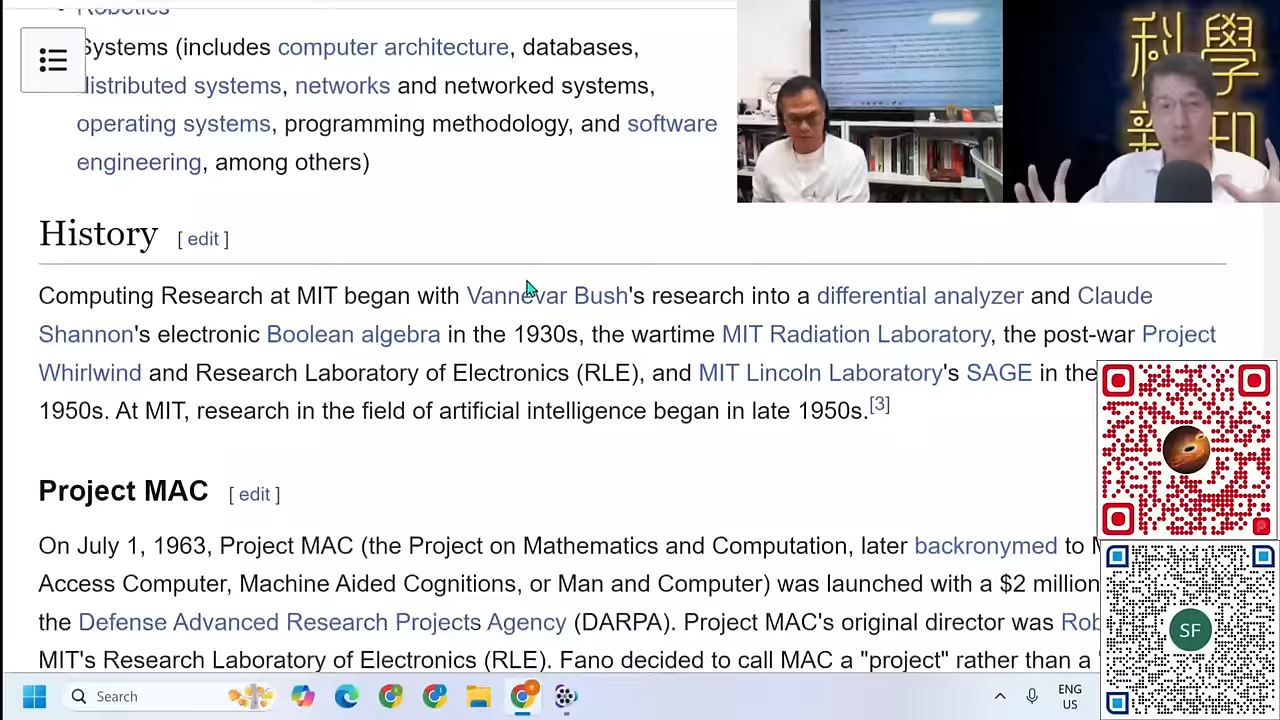 Robotics
Systems (includes computer architecture, databases,
distributed systems, networks and networked systems,
operating systems, programming methodology, and software
engineering, among others)
科學
新知
History [ edit ]
Computing Research at MIT began with Vannevar Bush's research into a differential analyzer and Claude
Shannon's electronic Boolean algebra in the 1930s, the wartime MIT Radiation Laboratory, the post-war Project
Whirlwind and Research Laboratory of Electronics (RLE), and MIT Lincoln Laboratory's SAGE in the
1950s. At MIT, research in the field of artificial intelligence began in late 1950s.[3]
Project MAC [ edit ]
On July 1, 1963, Project MAC (the Project on Mathematics and Computation, later backronymed to
Access Computer, Machine Aided Cognitions, or Man and Computer) was launched with a $2 million
the Defense Advanced Research Projects Agency (DARPA). Project MAC's original director was
MIT's Research Laboratory of Electronics (RLE). Fano decided to call MAC a "project" rather than a
SF
Search
ENG
US